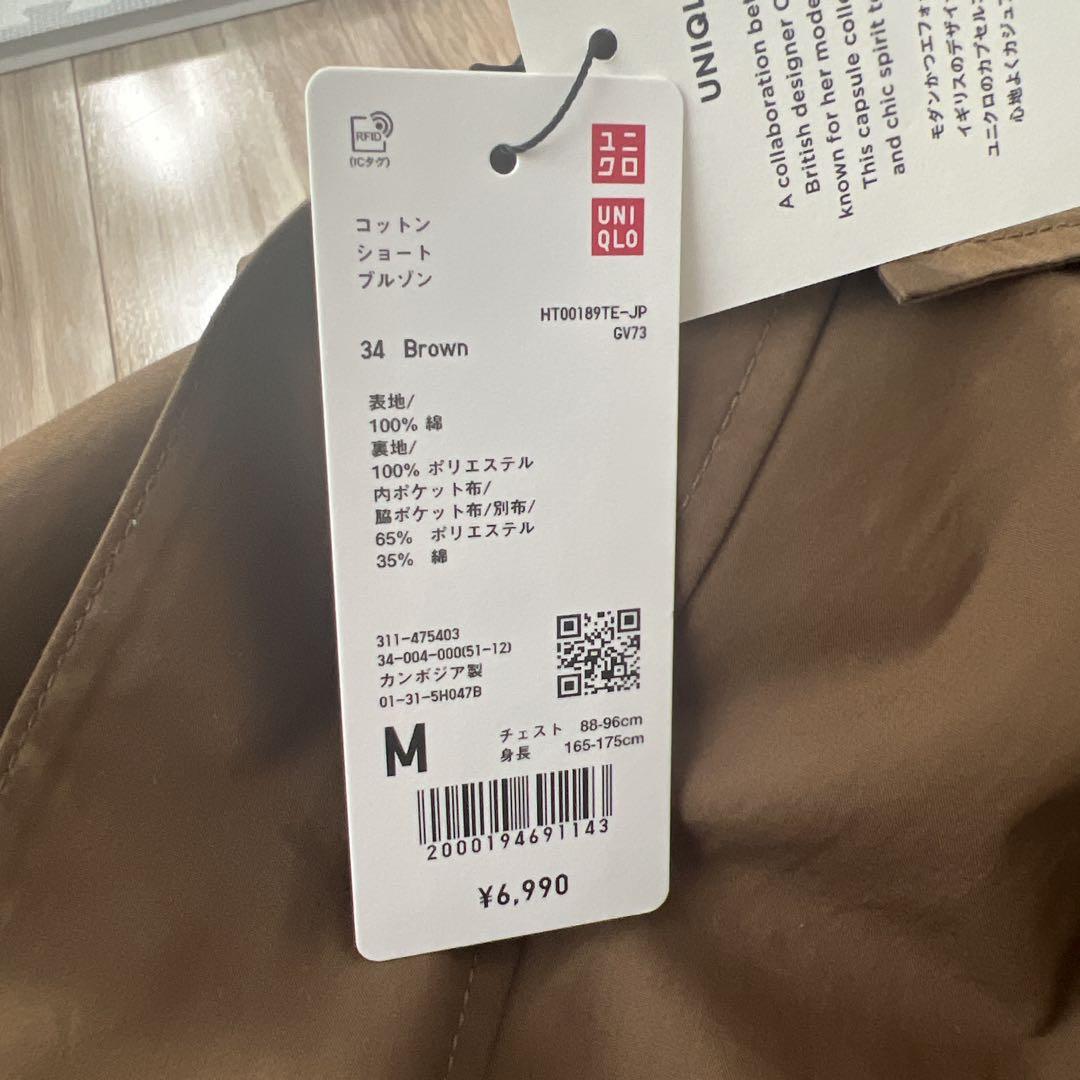 RFID
(ICタグ)
ユニ
クロ
UNI
QLO
コットン
ショート
ブルゾン
HT00189TE-JP
GV73
34 Brown
表地/
100% 綿
裏地/
100% ポリエステル
内ポケット布/
脇ポケット布/別布/
65% ポリエステル
35% 綿
311-475403
34-004-000(51-12)
カンボジア製
01-31-5H047B
M
チェスト 88-96cm
身長 165-175cm
2000194691143
¥6,990
A collaboration
British designer
known for her
This capsule
and chic spirit
モダンかつエフォ
イギリスのデザイ
ユニクロのカプセル
心地よくカジュ